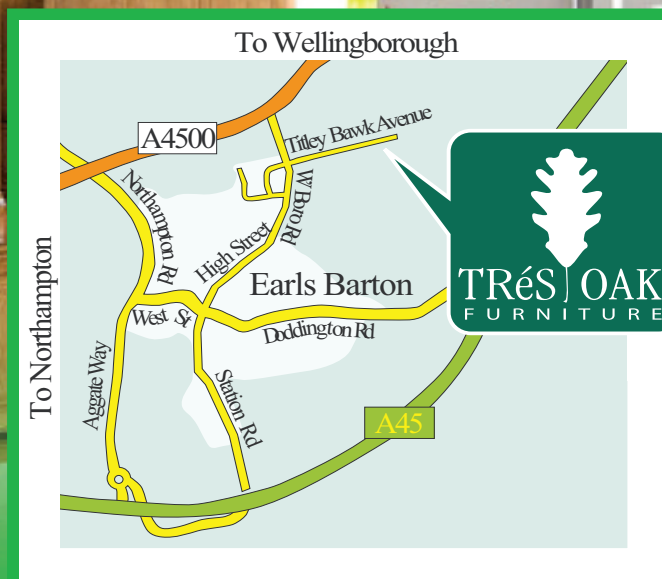 To Wellingborough
A4500
Titley Bawk Avenue
Northampton Rd
W Boro Rd
High Street
To Northampton
Earls Barton
West St
Doddington Rd
Aggate Way
Station Rd
A45
TRéS OAK
FURNITURE